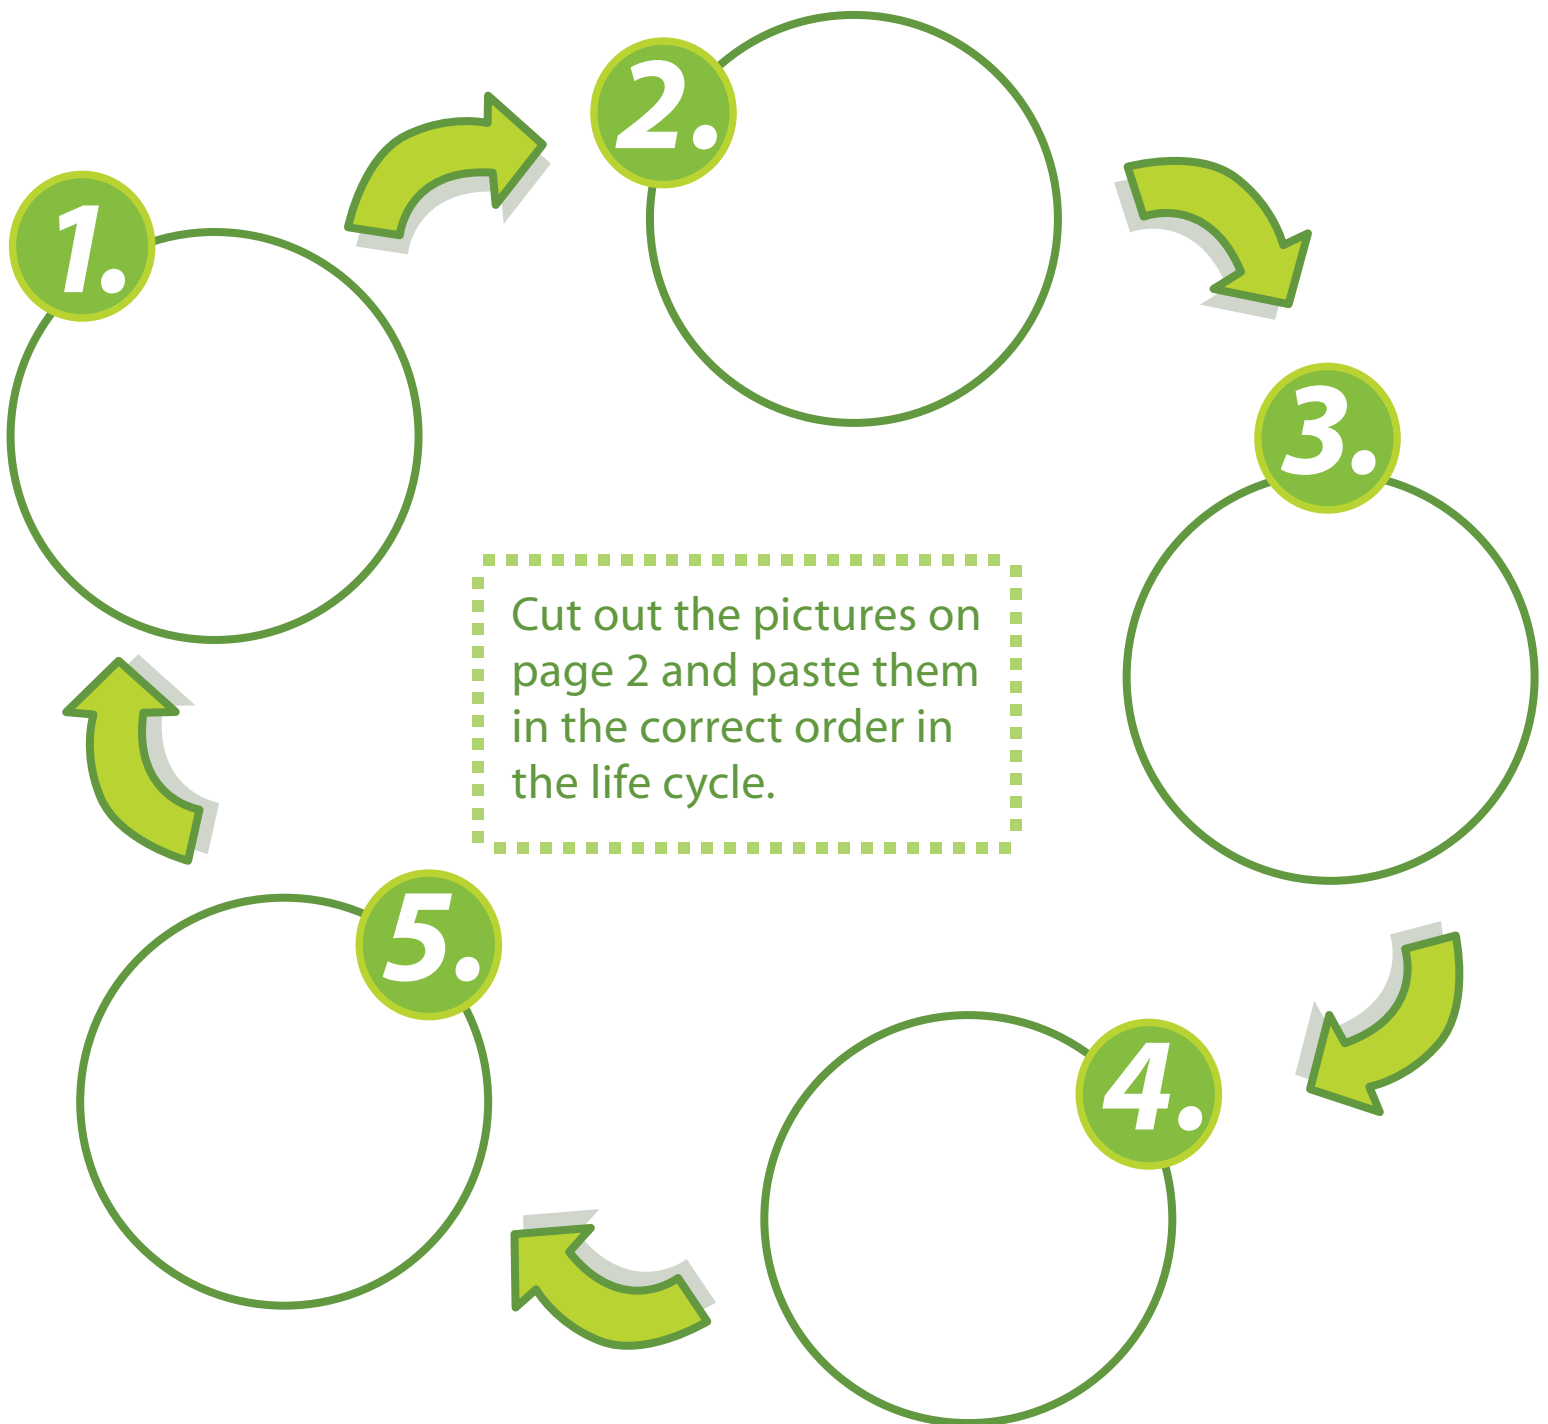 1.
2.
3.
Cut out the pictures on
page 2 and paste them
in the correct order in
the life cycle.
4.
5.